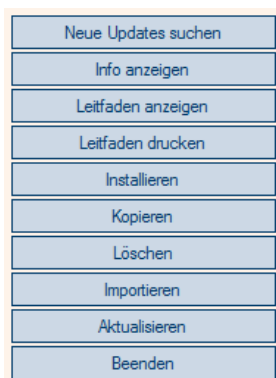 Neue Updates suchen
Info anzeigen
Leitfaden anzeigen
Leitfaden drucken
Installieren
Kopieren
Löschen
Importieren
Aktualisieren
Beenden